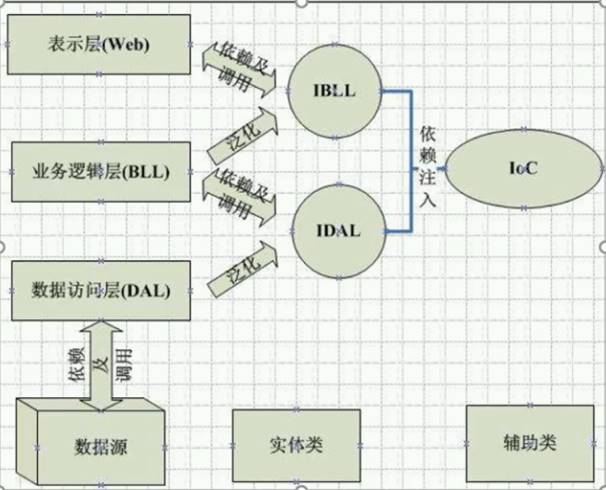 表示层(Web)
依赖及
调用
IBLL
泛化
业务逻辑层(BLL)
依赖及
调用
依赖注入
IoC
IDAL
泛化
数据访问层(DAL)
依赖
及
调用
数据源
实体类
辅助类